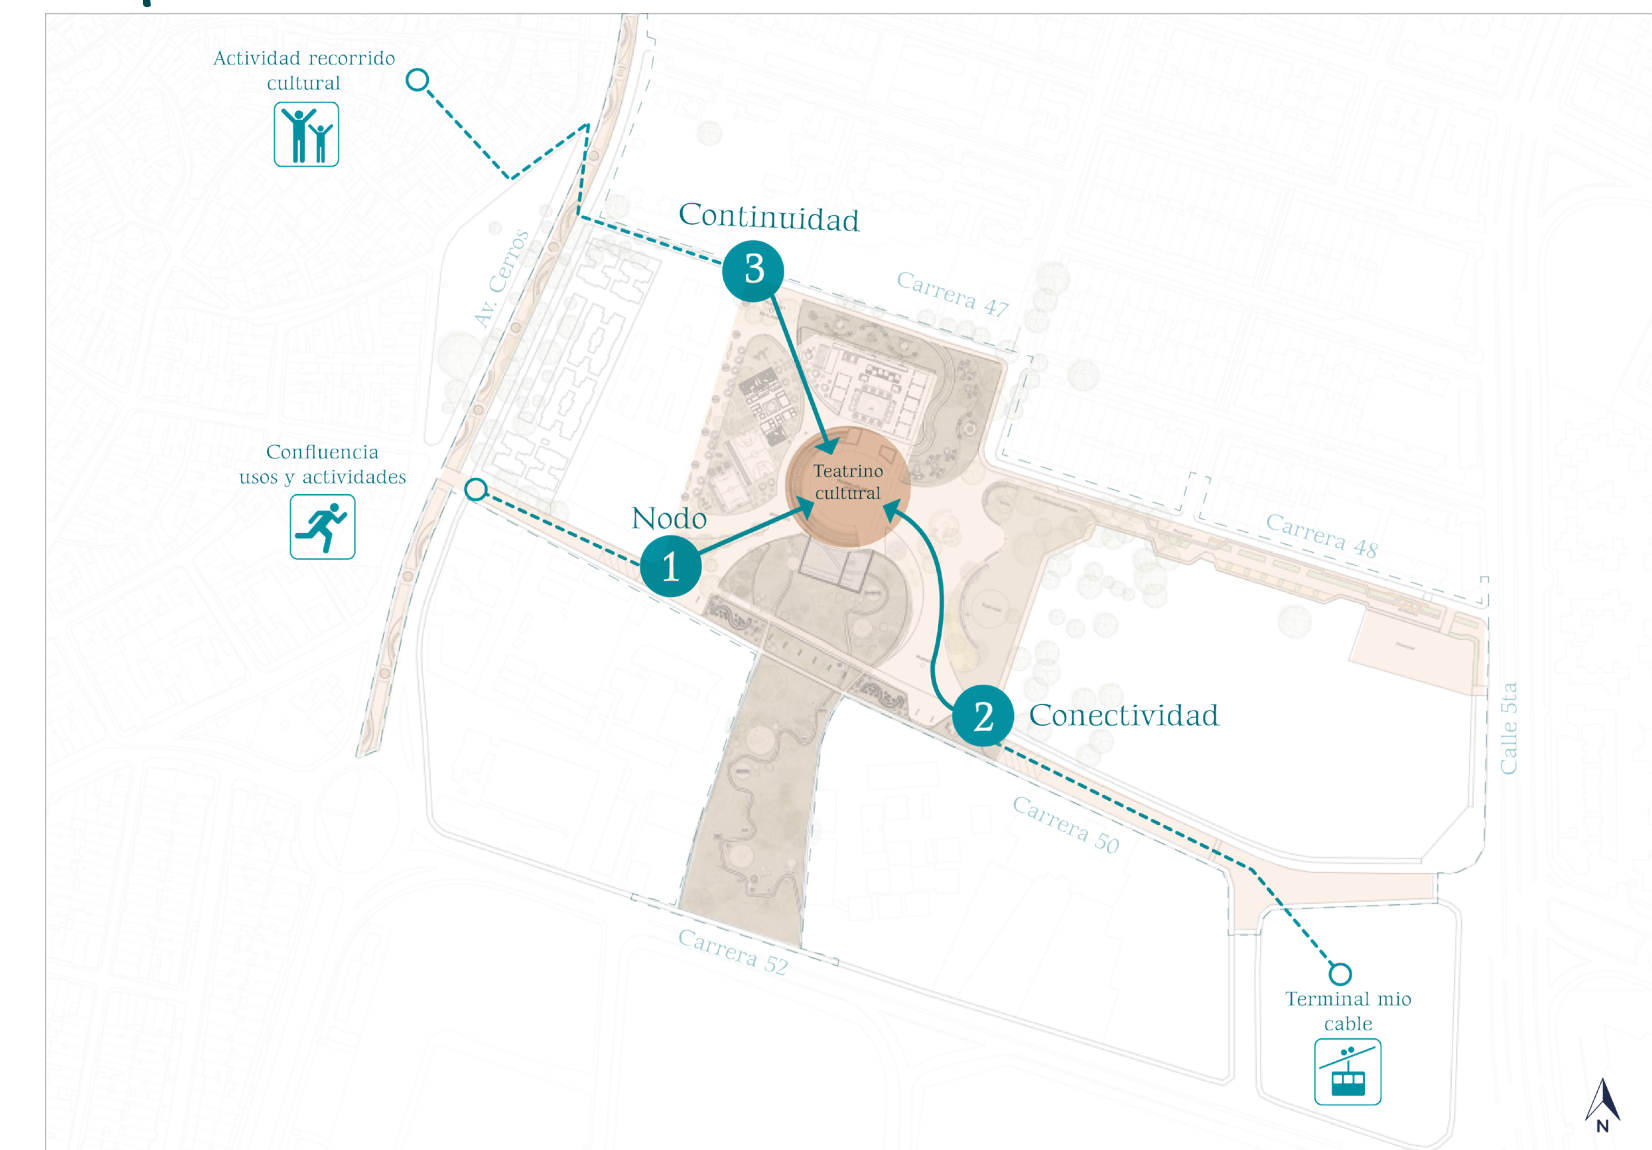 Actividad recorrido
cultural
Continuidad
3
Carrera 47
Av. Cerros
Confluencia
usos y actividades
Teatrino
cultural
Nodo
1
Carrera 48
2
Conectividad
Calle 5ta
Carrera 50
Carrera 52
Terminal mio
cable
N